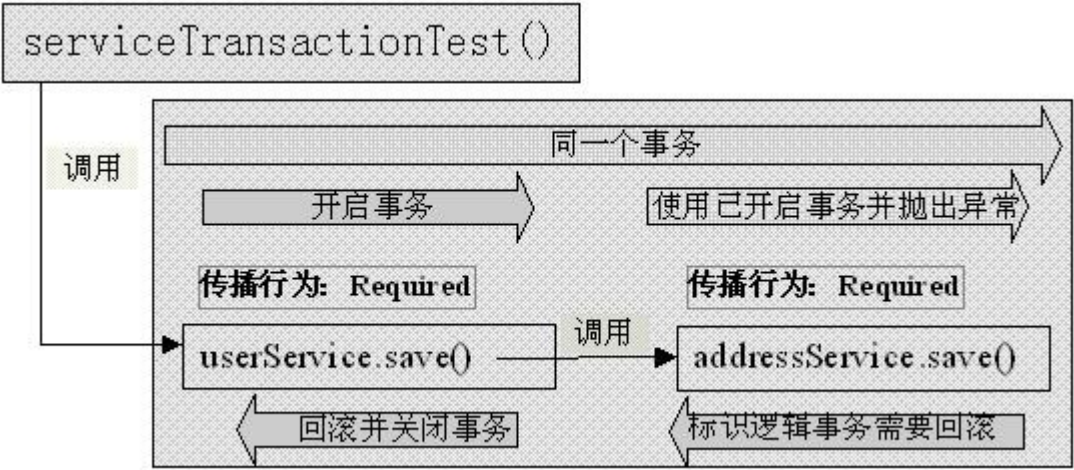 serviceTransactionTest()
调用
同一个事务
开启事务
使用已开启事务并抛出异常
传播行为：Required
传播行为：Required
userService.save()
调用
addressService.save()
回滚并关闭事务
标识逻辑事务需要回滚